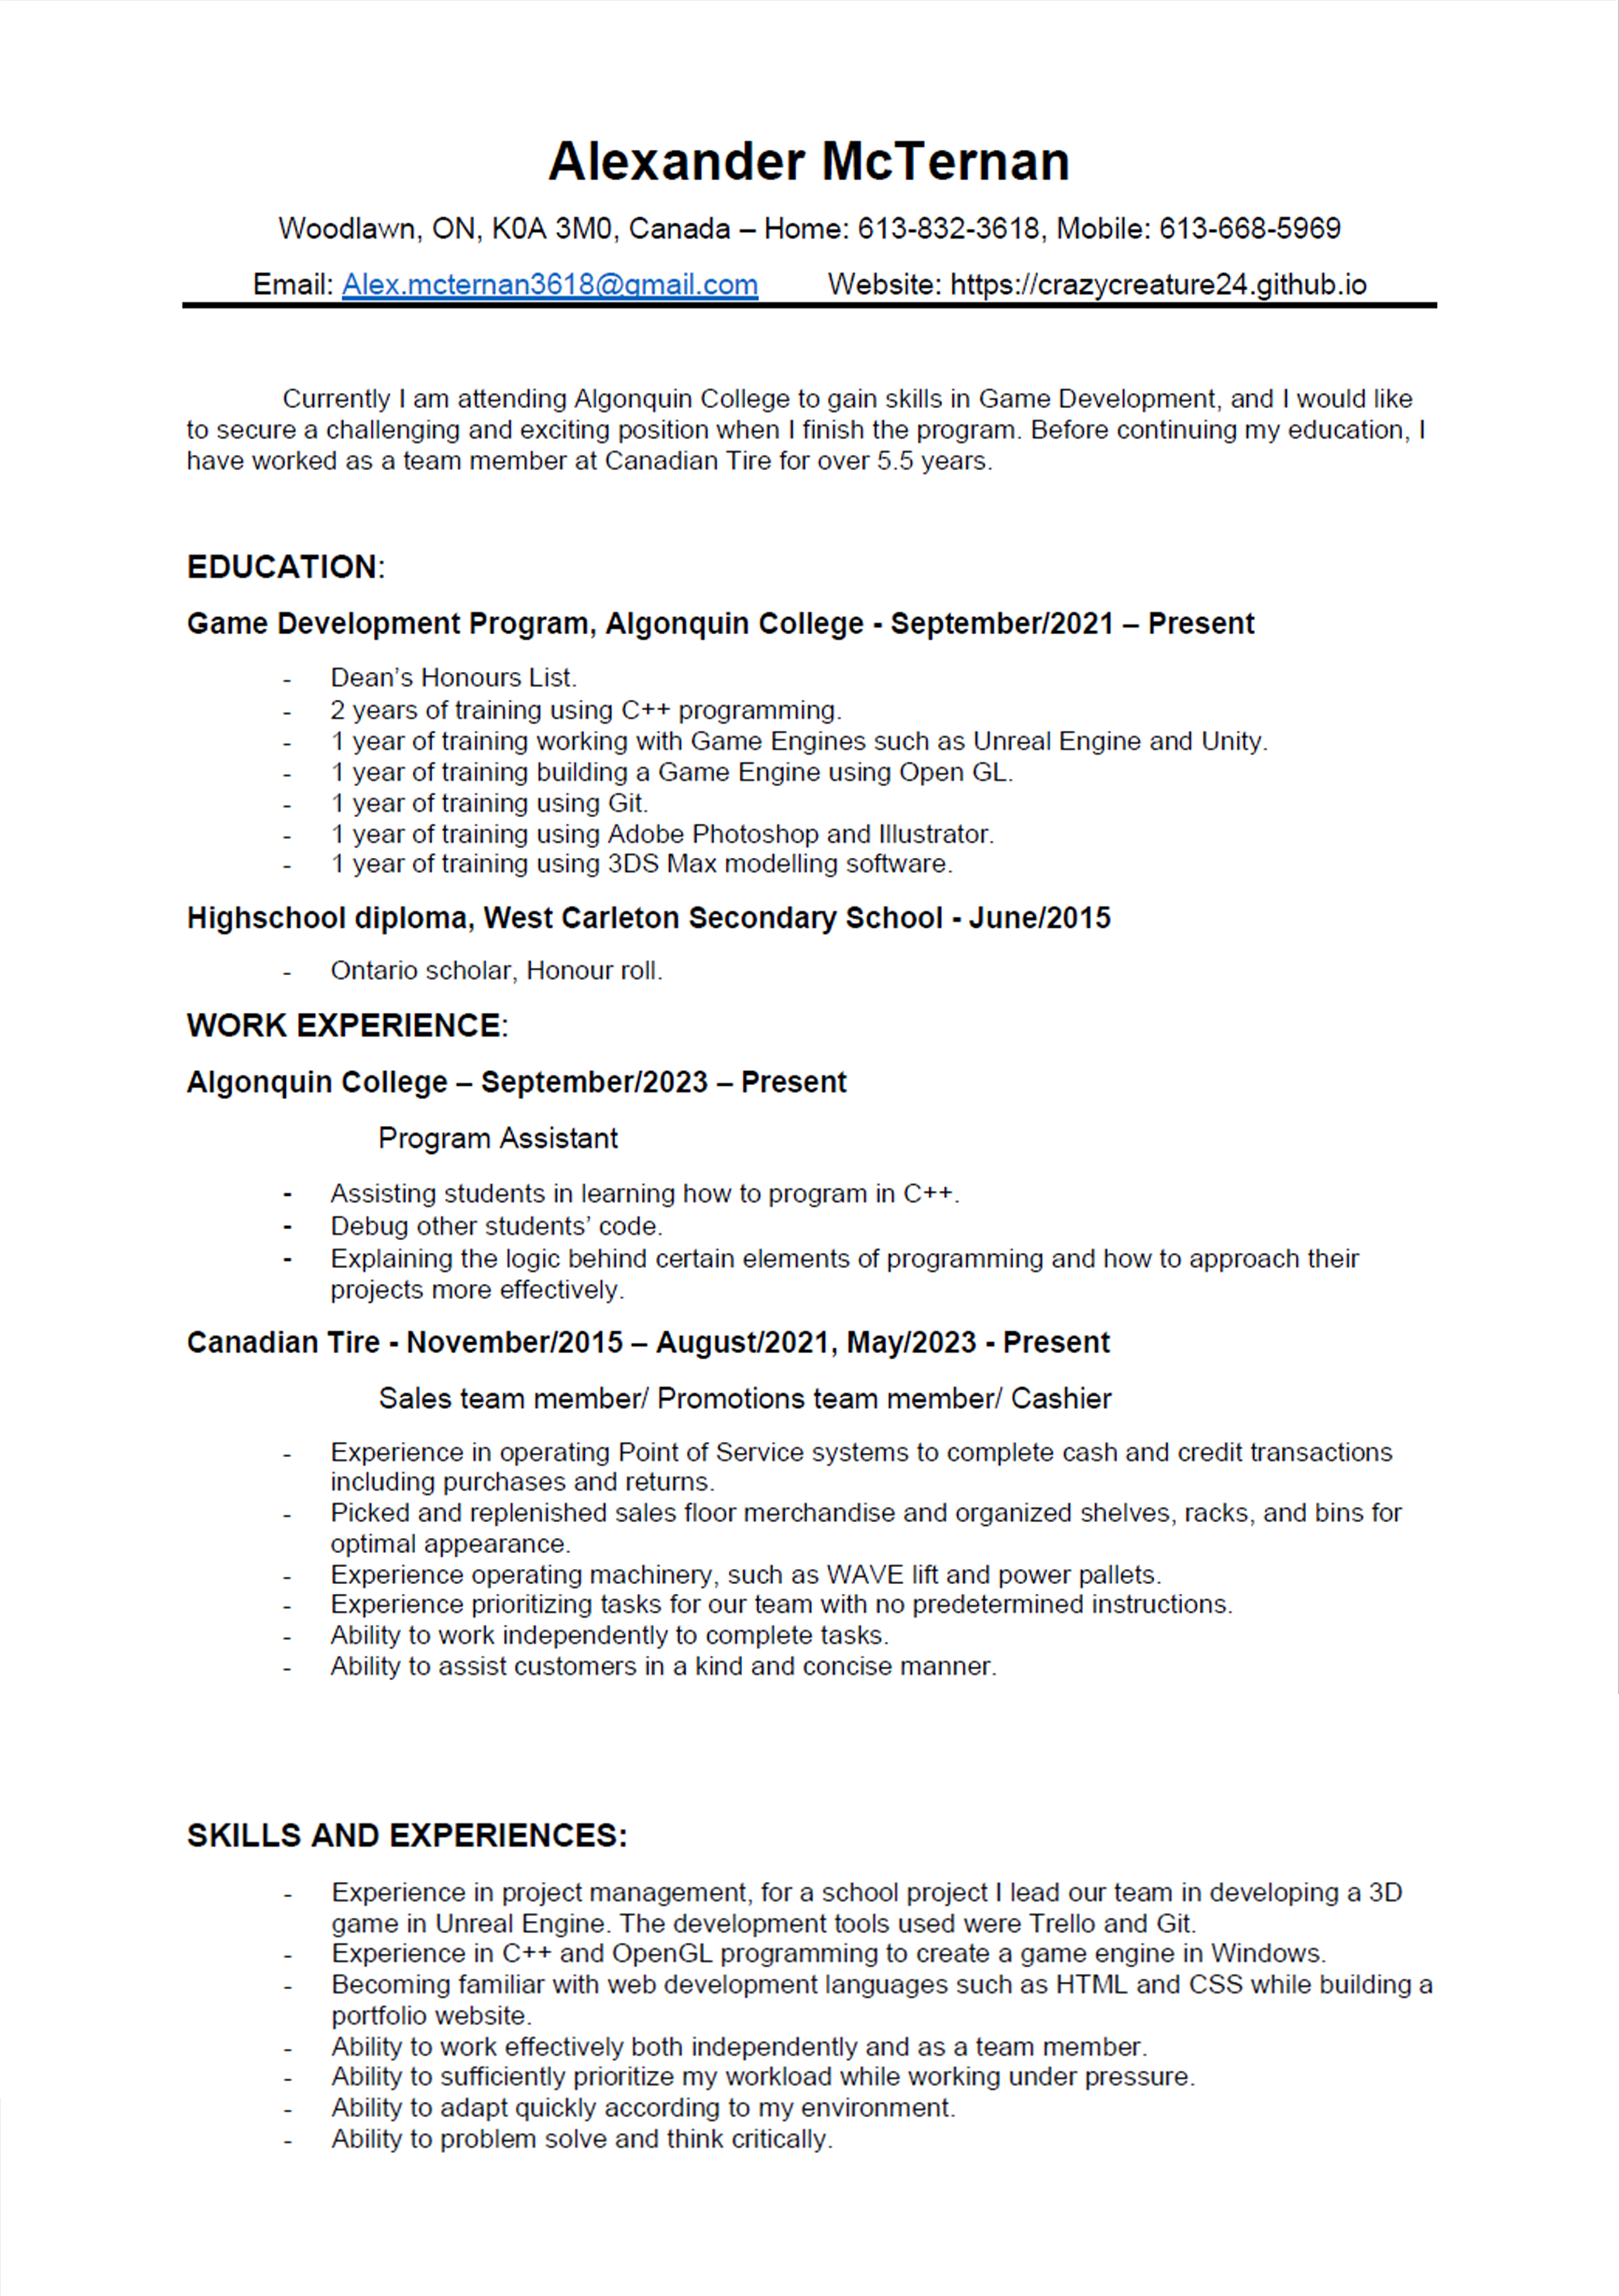 Alexander McTernan
Woodlawn, ON, K0A 3M0, Canada – Home: 613-832-3618, Mobile: 613-668-5969
Email: Alex.mcternan3618@gmail.com Website: https://crazycreature24.github.io
Currently I am attending Algonquin College to gain skills in Game Development, and I would like
to secure a challenging and exciting position when I finish the program. Before continuing my education, I
have worked as a team member at Canadian Tire for over 5.5 years.
EDUCATION:
Game Development Program, Algonquin College - September/2021 – Present
- Dean’s Honours List.
- 2 years of training using C++ programming.
- 1 year of training working with Game Engines such as Unreal Engine and Unity.
- 1 year of training building a Game Engine using Open GL.
- 1 year of training using Git.
- 1 year of training using Adobe Photoshop and Illustrator.
- 1 year of training using 3DS Max modelling software.
Highschool diploma, West Carleton Secondary School - June/2015
- Ontario scholar, Honour roll.
WORK EXPERIENCE:
Algonquin College – September/2023 – Present
Program Assistant
- Assisting students in learning how to program in C++.
- Debug other students’ code.
- Explaining the logic behind certain elements of programming and how to approach their
projects more effectively.
Canadian Tire - November/2015 – August/2021, May/2023 - Present
Sales team member/ Promotions team member/ Cashier
- Experience in operating Point of Service systems to complete cash and credit transactions
including purchases and returns.
- Picked and replenished sales floor merchandise and organized shelves, racks, and bins for
optimal appearance.
- Experience operating machinery, such as WAVE lift and power pallets.
- Experience prioritizing tasks for our team with no predetermined instructions.
- Ability to work independently to complete tasks.
- Ability to assist customers in a kind and concise manner.
SKILLS AND EXPERIENCES:
- Experience in project management, for a school project I lead our team in developing a 3D
game in Unreal Engine. The development tools used were Trello and Git.
- Experience in C++ and OpenGL programming to create a game engine in Windows.
- Becoming familiar with web development languages such as HTML and CSS while building a
portfolio website.
- Ability to work effectively both independently and as a team member.
- Ability to sufficiently prioritize my workload while working under pressure.
- Ability to adapt quickly according to my environment.
- Ability to problem solve and think critically.